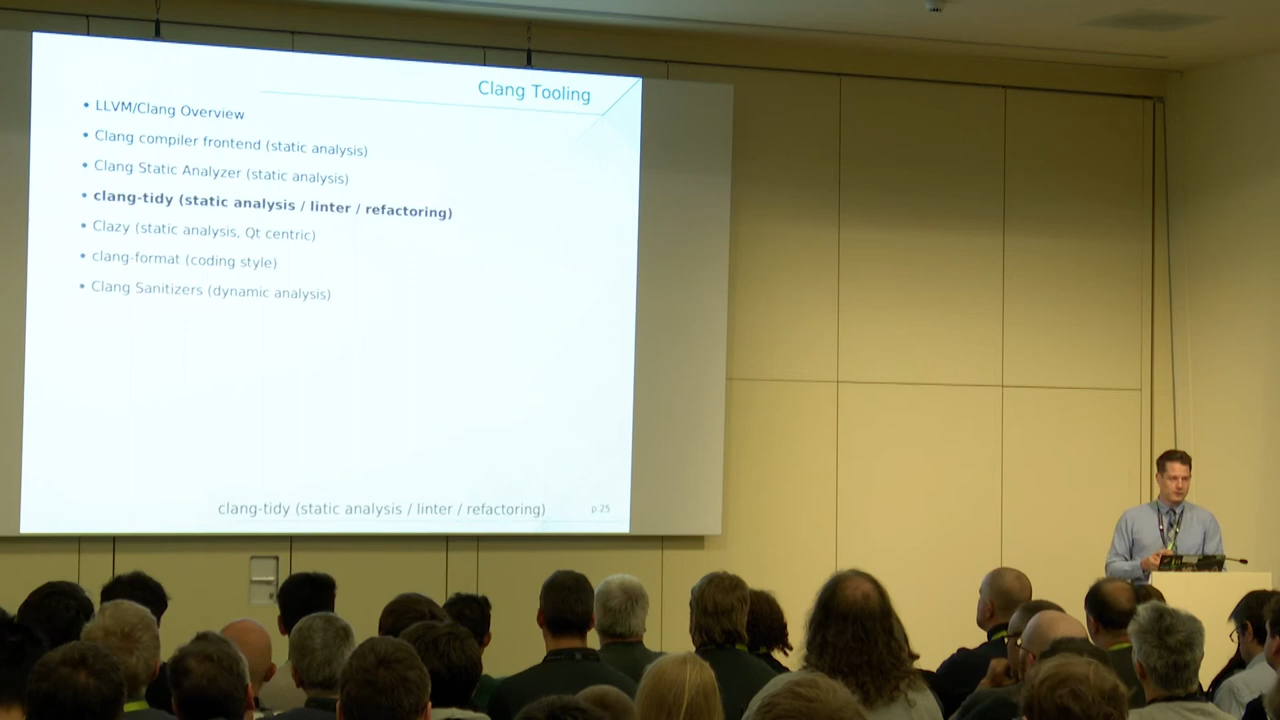 Clang Tooling
• LLVM/Clang Overview
• Clang compiler frontend (static analysis)
• Clang Static Analyzer (static analysis)
• clang-tidy (static analysis / linter / refactoring)
• Clazy (static analysis, Qt centric)
• clang-format (coding style)
• Clang Sanitizers (dynamic analysis)
clang-tidy (static analysis / linter / refactoring)
p.25